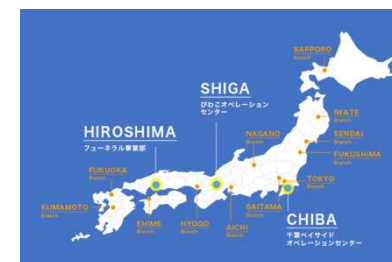 SAPPORO
Branch
SHIGA
びわこオペレーション
センター
IWATE
Branch
HIROSHIMA
フューネラル事業部
NAGANO
Branch
SENDAI
Branch
FUKUSHIMA
Branch
FUKUOKA
Branch
TOKYO
Branch
KUMAMOTO
Branch
EHIME
Branch
HYOGO
Branch
AICHI
Branch
SAITAMA
Branch
CHIBA
千葉ベイサイド
オペレーションセンター